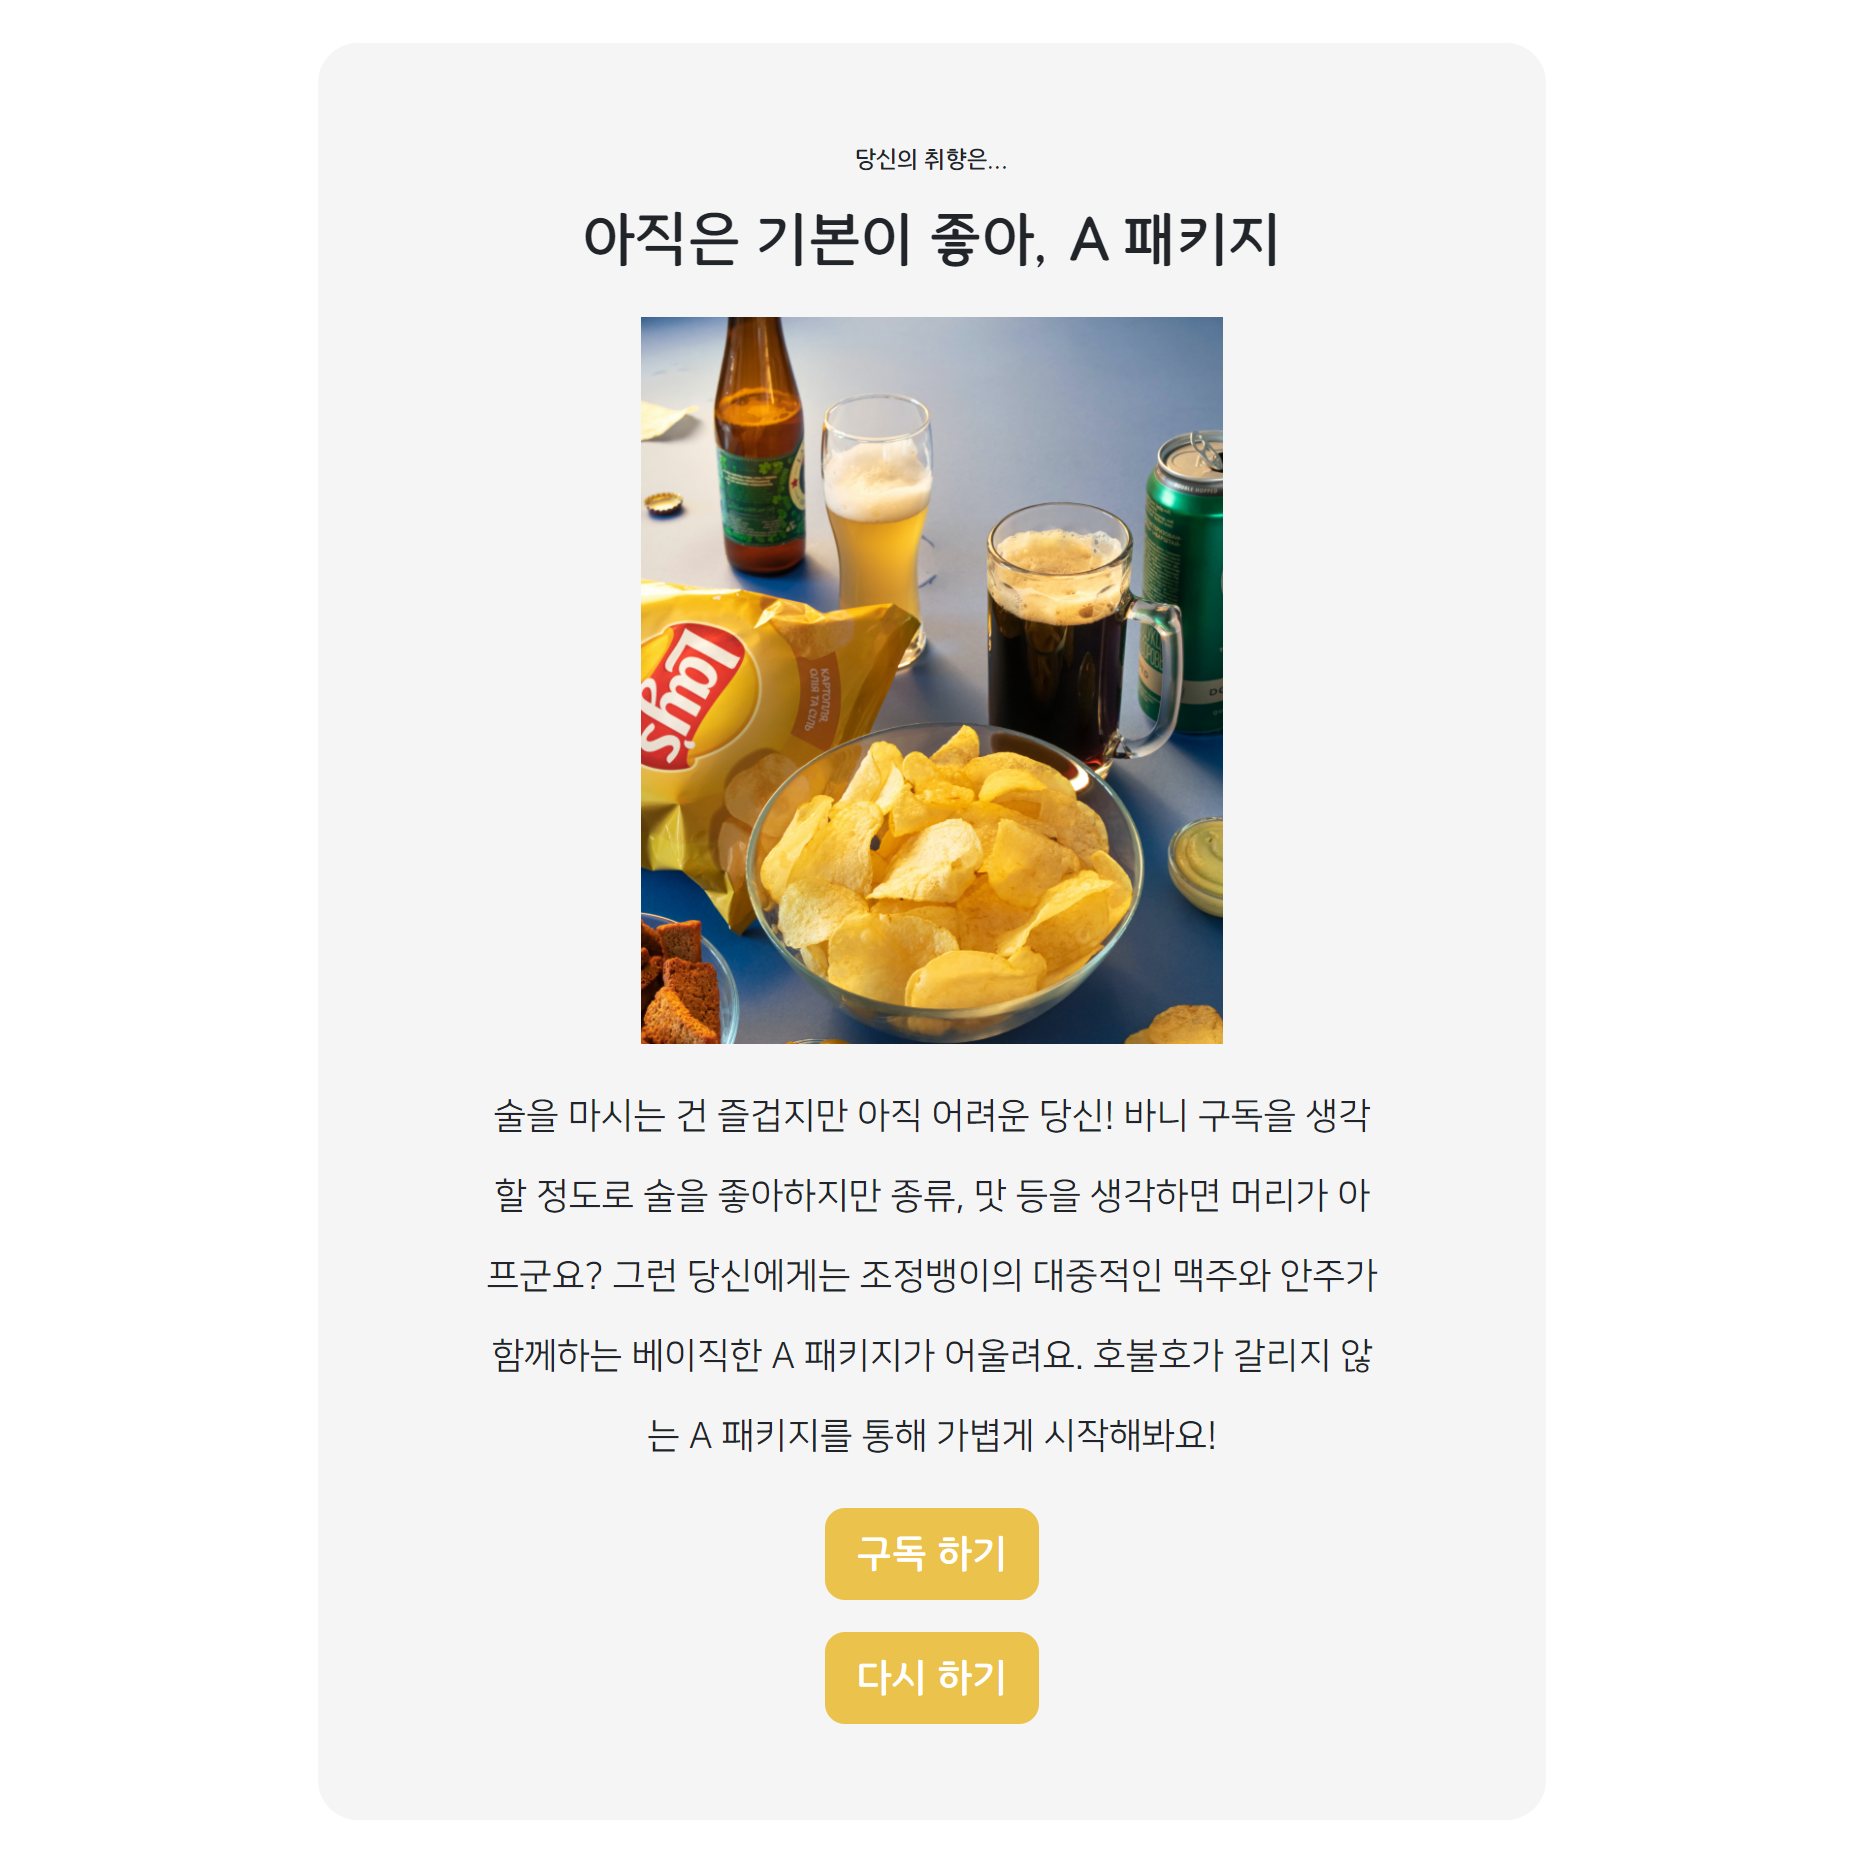 당신의 취향은...
아직은 기본이 좋아, A 패키지
Lay's
КАРТОПЛЯ,
ОЛІЯ ТА СІЛЬ
DOUBLE HOPPED
술을 마시는 건 즐겁지만 아직 어려운 당신! 바니 구독을 생각
할 정도로 술을 좋아하지만 종류, 맛 등을 생각하면 머리가 아
프군요? 그런 당신에게는 조정뱅이의 대중적인 맥주와 안주가
함께하는 베이직한 A 패키지가 어울려요. 호불호가 갈리지 않
는 A 패키지를 통해 가볍게 시작해봐요!
구독 하기
다시 하기